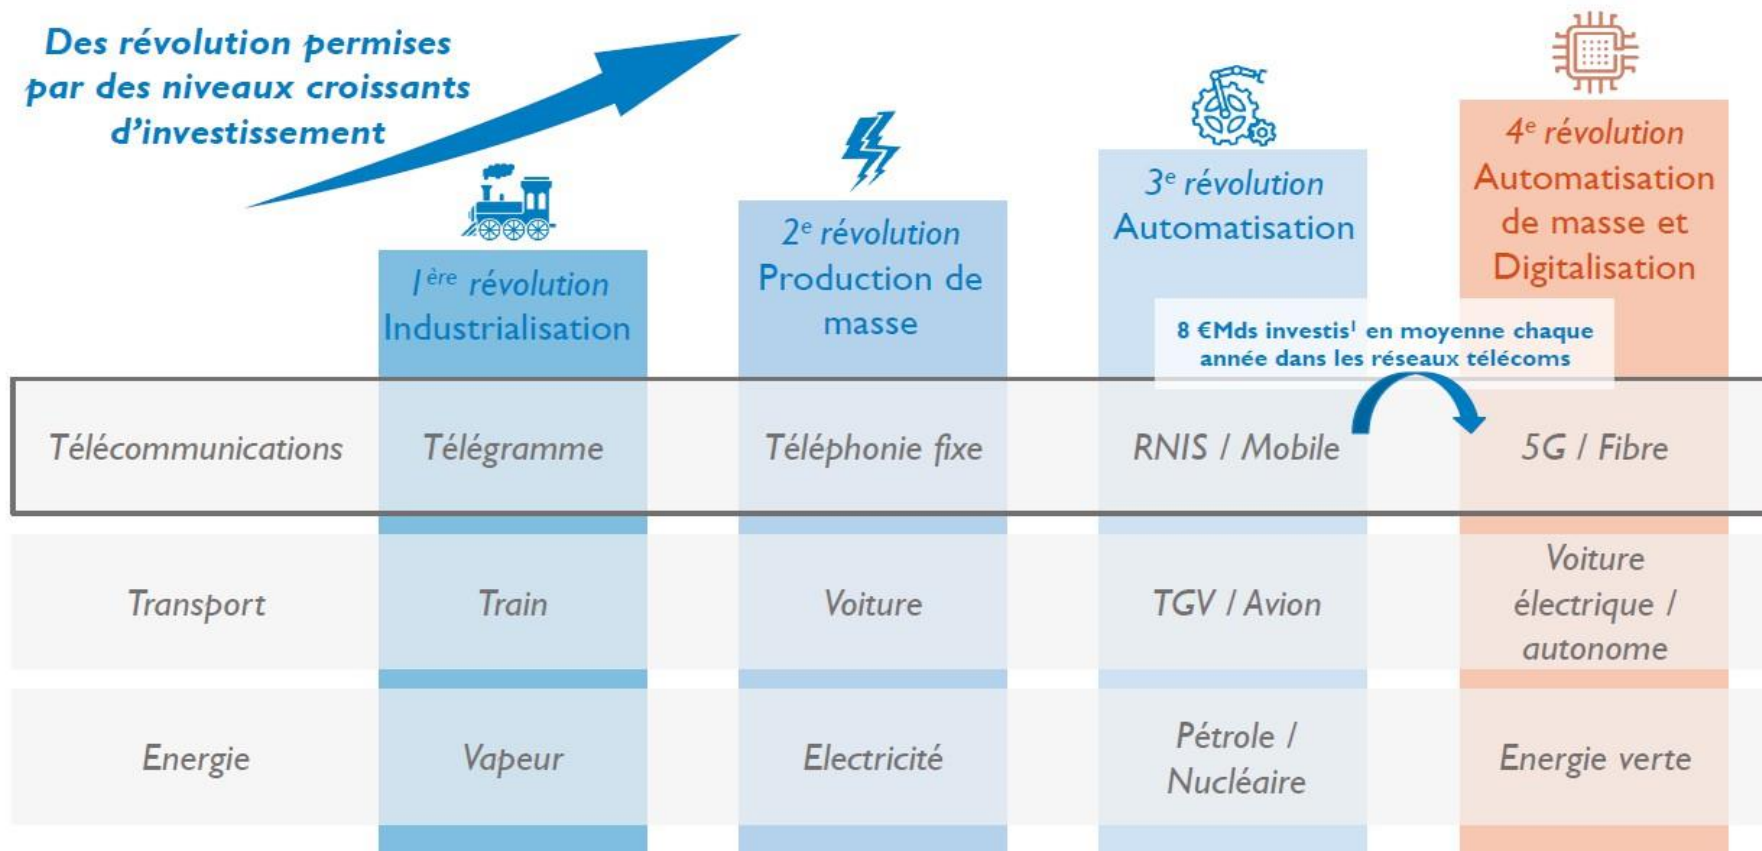 Des révolution permises
par des niveaux croissants
d’investissement
1ère révolution
Industrialisation
2e révolution
Production de
masse
3e révolution
Automatisation
4e révolution
Automatisation
de masse et
Digitalisation
8 €Mds investis¹ en moyenne chaque
année dans les réseaux télécoms
Télécommunications
Télégramme
Téléphonie fixe
RNIS / Mobile
5G / Fibre
Transport
Train
Voiture
TGV / Avion
Voiture
électrique /
autonome
Energie
Vapeur
Electricité
Pétrole /
Nucléaire
Energie verte